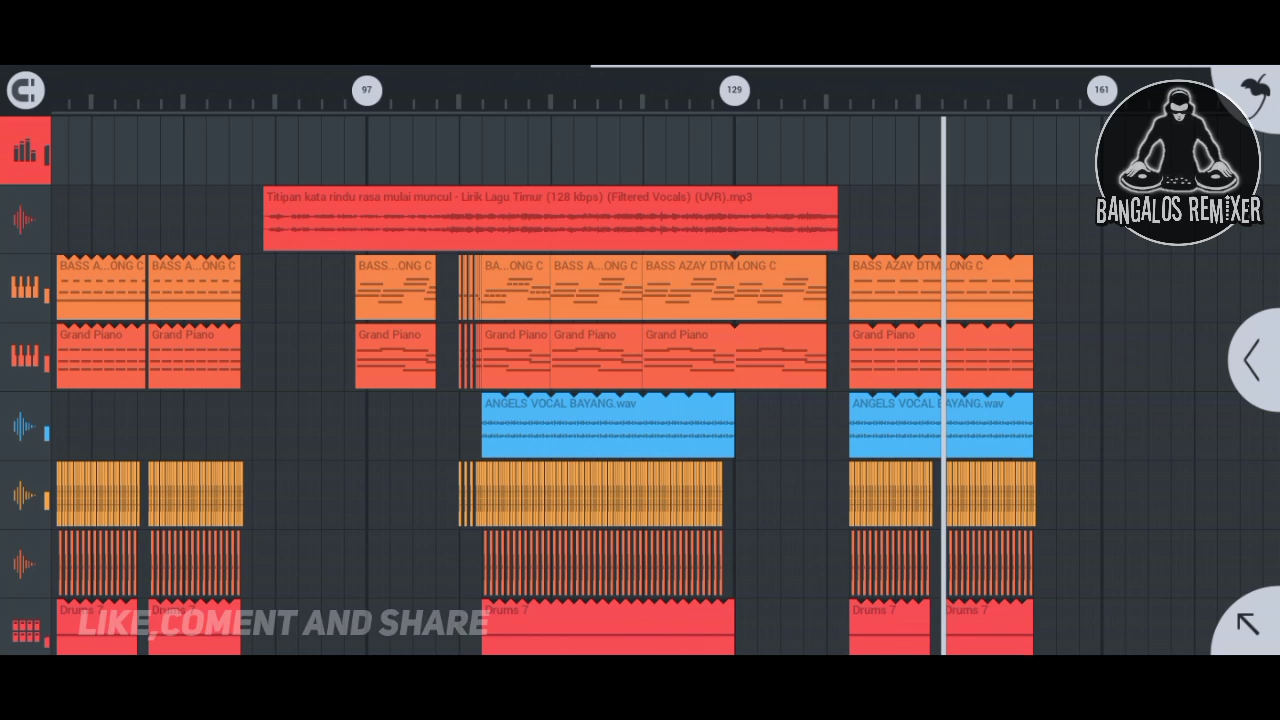 97 129 161
BANGALOS REMiXER
Titipan kata rindu rasa mulai muncul - Lirik Lagu Timur (128 kbps) (Filtered Vocals) (UVR).mp3
BASS A...ONG C BASS A...ONG C BASS...ONG C BA...ONG C BASS A...ONG C BASS AZAY DTM LONG C BASS AZAY DTM LONG C
Grand Piano Grand Piano Grand Piano Grand Piano Grand Piano Grand Piano Grand Piano
ANGELS VOCAL BAYANG.wav ANGELS VOCAL BAYANG.wav
Drums 7 Drums 7 Drums 7 Drums 7 Drums 7
LIKE,COMENT AND SHARE